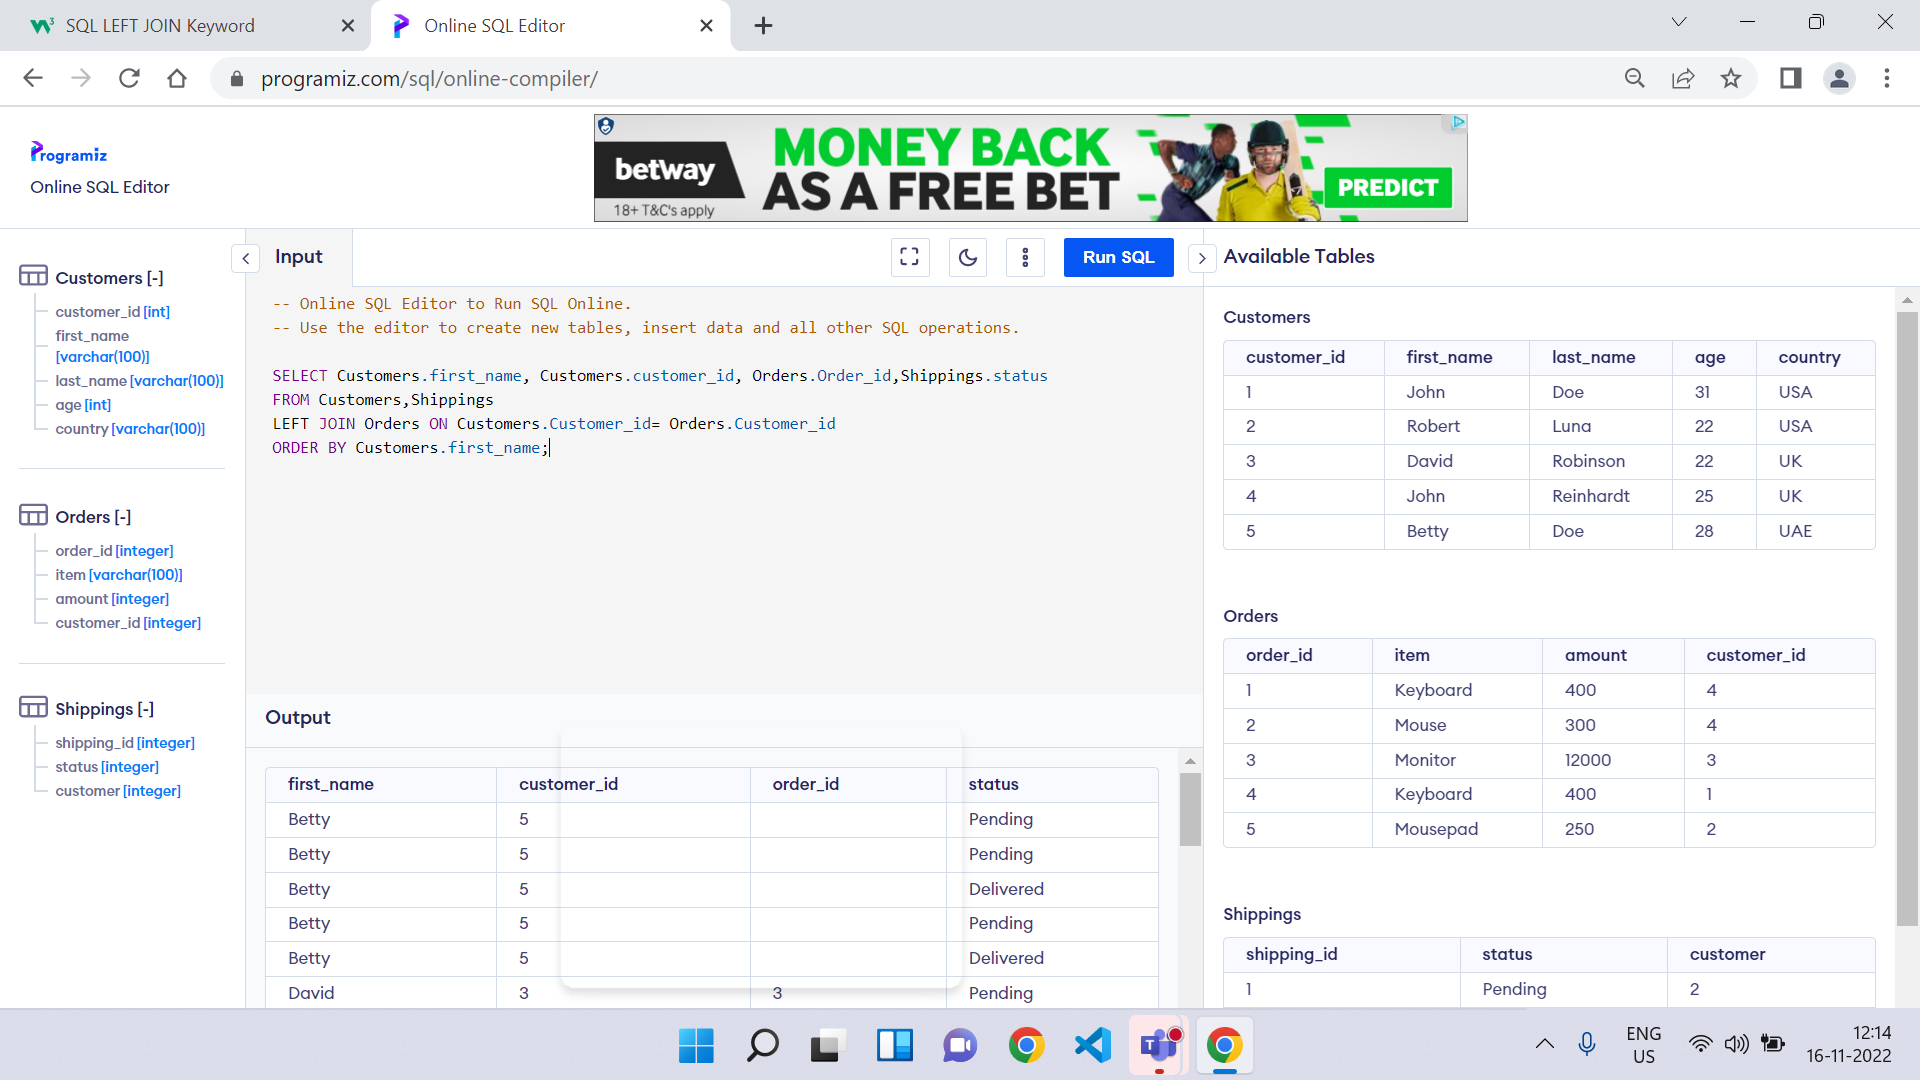 SQL LEFT JOIN Keyword
Online SQL Editor
programiz.com/sql/online-compiler/
Programiz
Online SQL Editor
betway
18+ T&C's apply
MONEY BACK
AS A FREE BET
PREDICT
Customers [-]
customer_id [int]
first_name
[varchar(100)]
last_name [varchar(100)]
age [int]
country [varchar(100)]
Orders [-]
order_id [integer]
item [varchar(100)]
amount [integer]
customer_id [integer]
Shippings [-]
shipping_id [integer]
status [integer]
customer [integer]
Input
Run SQL
-- Online SQL Editor to Run SQL Online.
-- Use the editor to create new tables, insert data and all other SQL operations.
SELECT Customers.first_name, Customers.customer_id, Orders.Order_id,Shippings.status
FROM Customers,Shippings
LEFT JOIN Orders ON Customers.Customer_id= Orders.Customer_id
ORDER BY Customers.first_name;
Output
first_name customer_id order_id status
Betty 5 Pending
Betty 5 Pending
Betty 5 Delivered
Betty 5 Pending
Betty 5 Delivered
David 3 3 Pending
Available Tables
Customers
customer_id first_name last_name age country
1 John Doe 31 USA
2 Robert Luna 22 USA
3 David Robinson 22 UK
4 John Reinhardt 25 UK
5 Betty Doe 28 UAE
Orders
order_id item amount customer_id
1 Keyboard 400 4
2 Mouse 300 4
3 Monitor 12000 3
4 Keyboard 400 1
5 Mousepad 250 2
Shippings
shipping_id status customer
1 Pending 2
ENG
US
12:14
16-11-2022